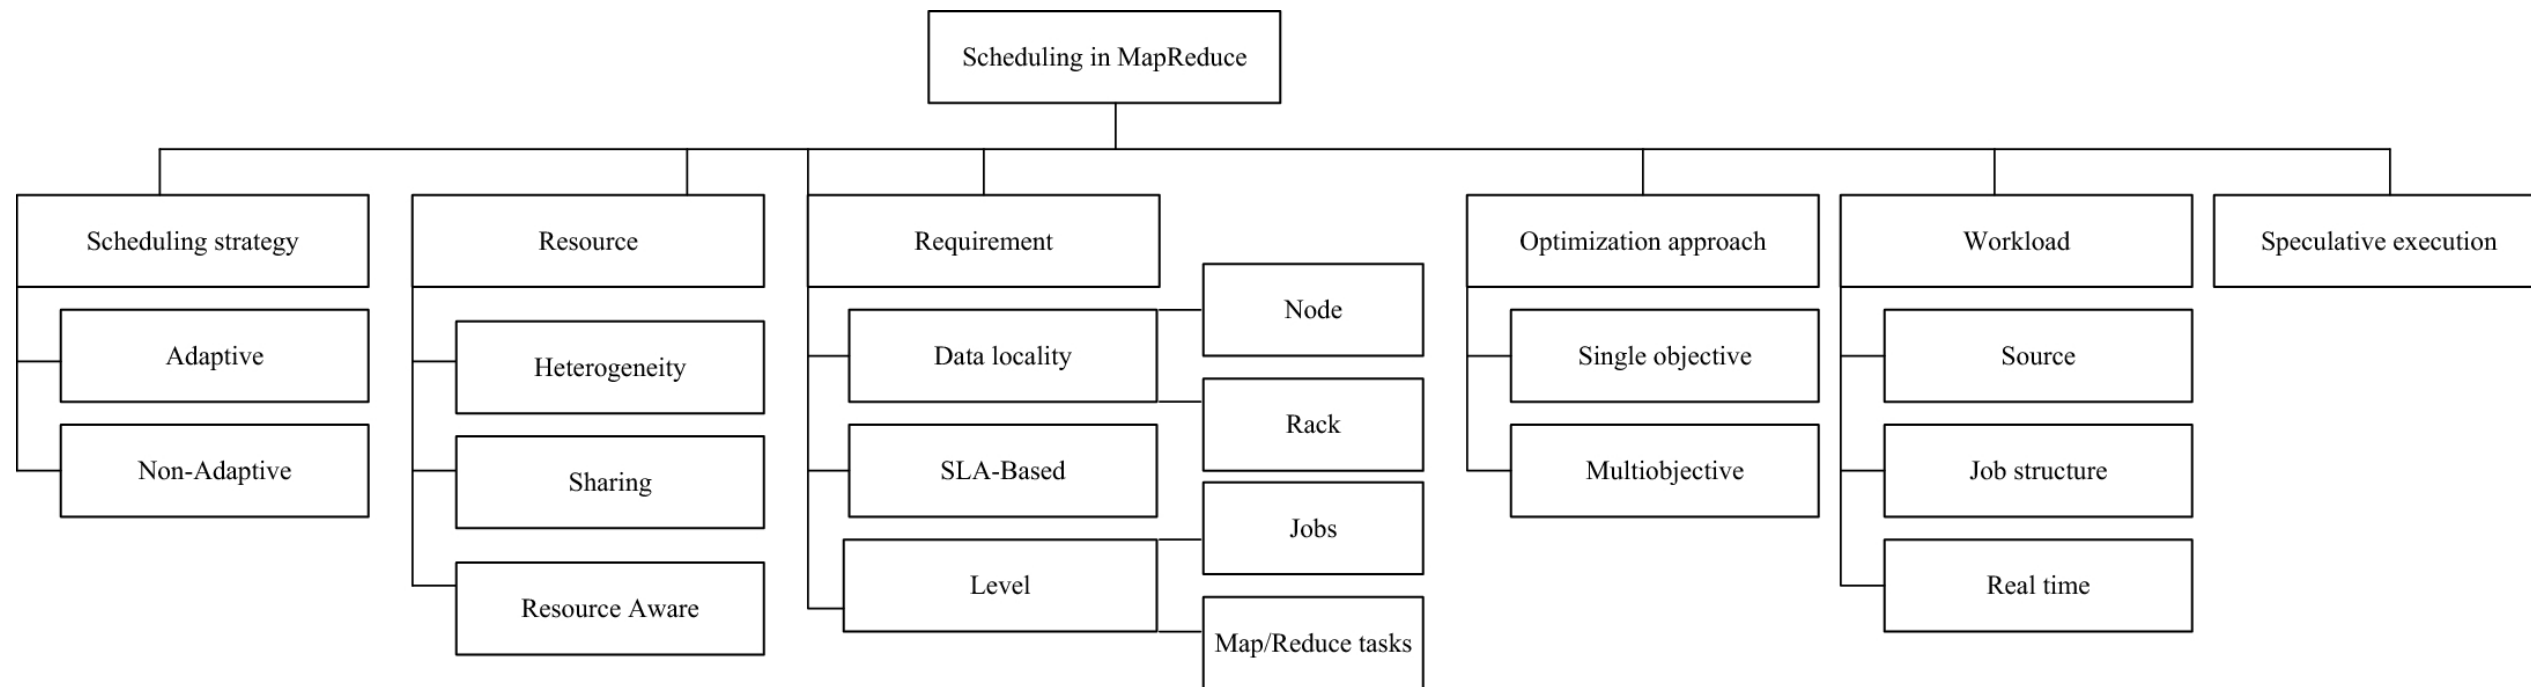 Scheduling in MapReduce
Scheduling strategy
Adaptive
Non-Adaptive
Resource
Heterogeneity
Sharing
Resource Aware
Requirement
Data locality
Node
Rack
SLA-Based
Level
Jobs
Map/Reduce tasks
Optimization approach
Single objective
Multiobjective
Workload
Source
Job structure
Real time
Speculative execution